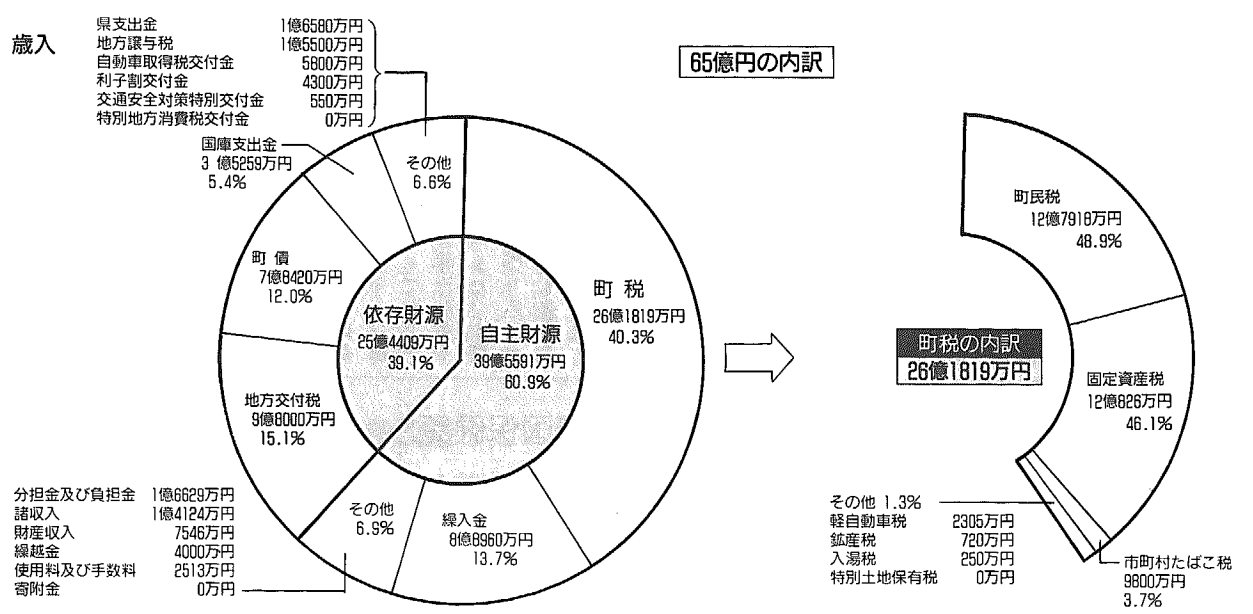 歳入
65億円の内訳
県支出金 1億6580万円
地方譲与税 1億5500万円
自動車取得税交付金 5800万円
利子割交付金 4300万円
交通安全対策特別交付金 550万円
特別地方消費税交付金 0万円
国庫支出金
3億5259万円
5.4%
その他
6.6%
町債
7億8420万円
12.0%
依存財源
25億4409万円
39.1%
自主財源
39億5591万円
60.9%
町税
26億1819万円
40.3%
地方交付税
9億8000万円
15.1%
その他
6.9%
繰入金
8億8960万円
13.7%
分担金及び負担金 1億6629万円
諸収入 1億4124万円
財産収入 7546万円
繰越金 4000万円
使用料及び手数料 2513万円
寄附金 0万円
町民税
12億7918万円
48.9%
町税の内訳
26億1819万円
固定資産税
12億826万円
46.1%
その他 1.3%
軽自動車税 2305万円
鉱産税 720万円
入湯税 250万円
特別土地保有税 0万円
市町村たばこ税
9800万円
3.7%